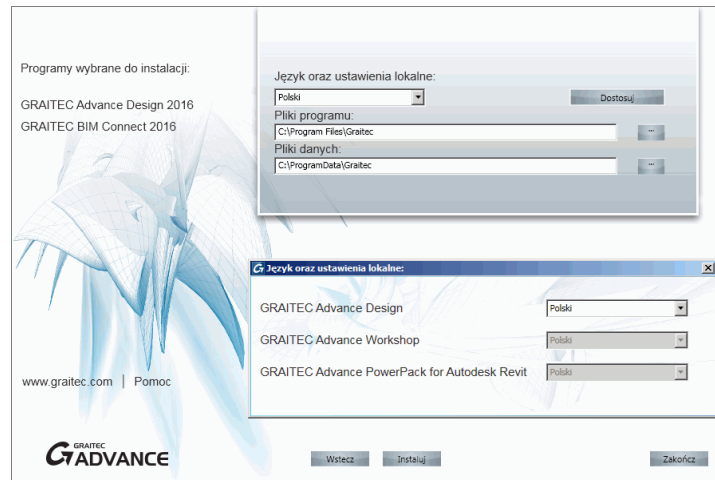 Programy wybrane do instalacji:
GRAITEC Advance Design 2016
GRAITEC BIM Connect 2016
Język oraz ustawienia lokalne:
Polski
Dostosuj
Pliki programu:
C:\Program Files\Graitec
...
Pliki danych:
C:\ProgramData\Graitec
...
Język oraz ustawienia lokalne:
GRAITEC Advance Design
Polski
GRAITEC Advance Workshop
Polski
GRAITEC Advance PowerPack for Autodesk Revit
Polski
www.graitec.com | Pomoc
GRAITEC
ADVANCE
Wstecz
Instaluj
Zakończ